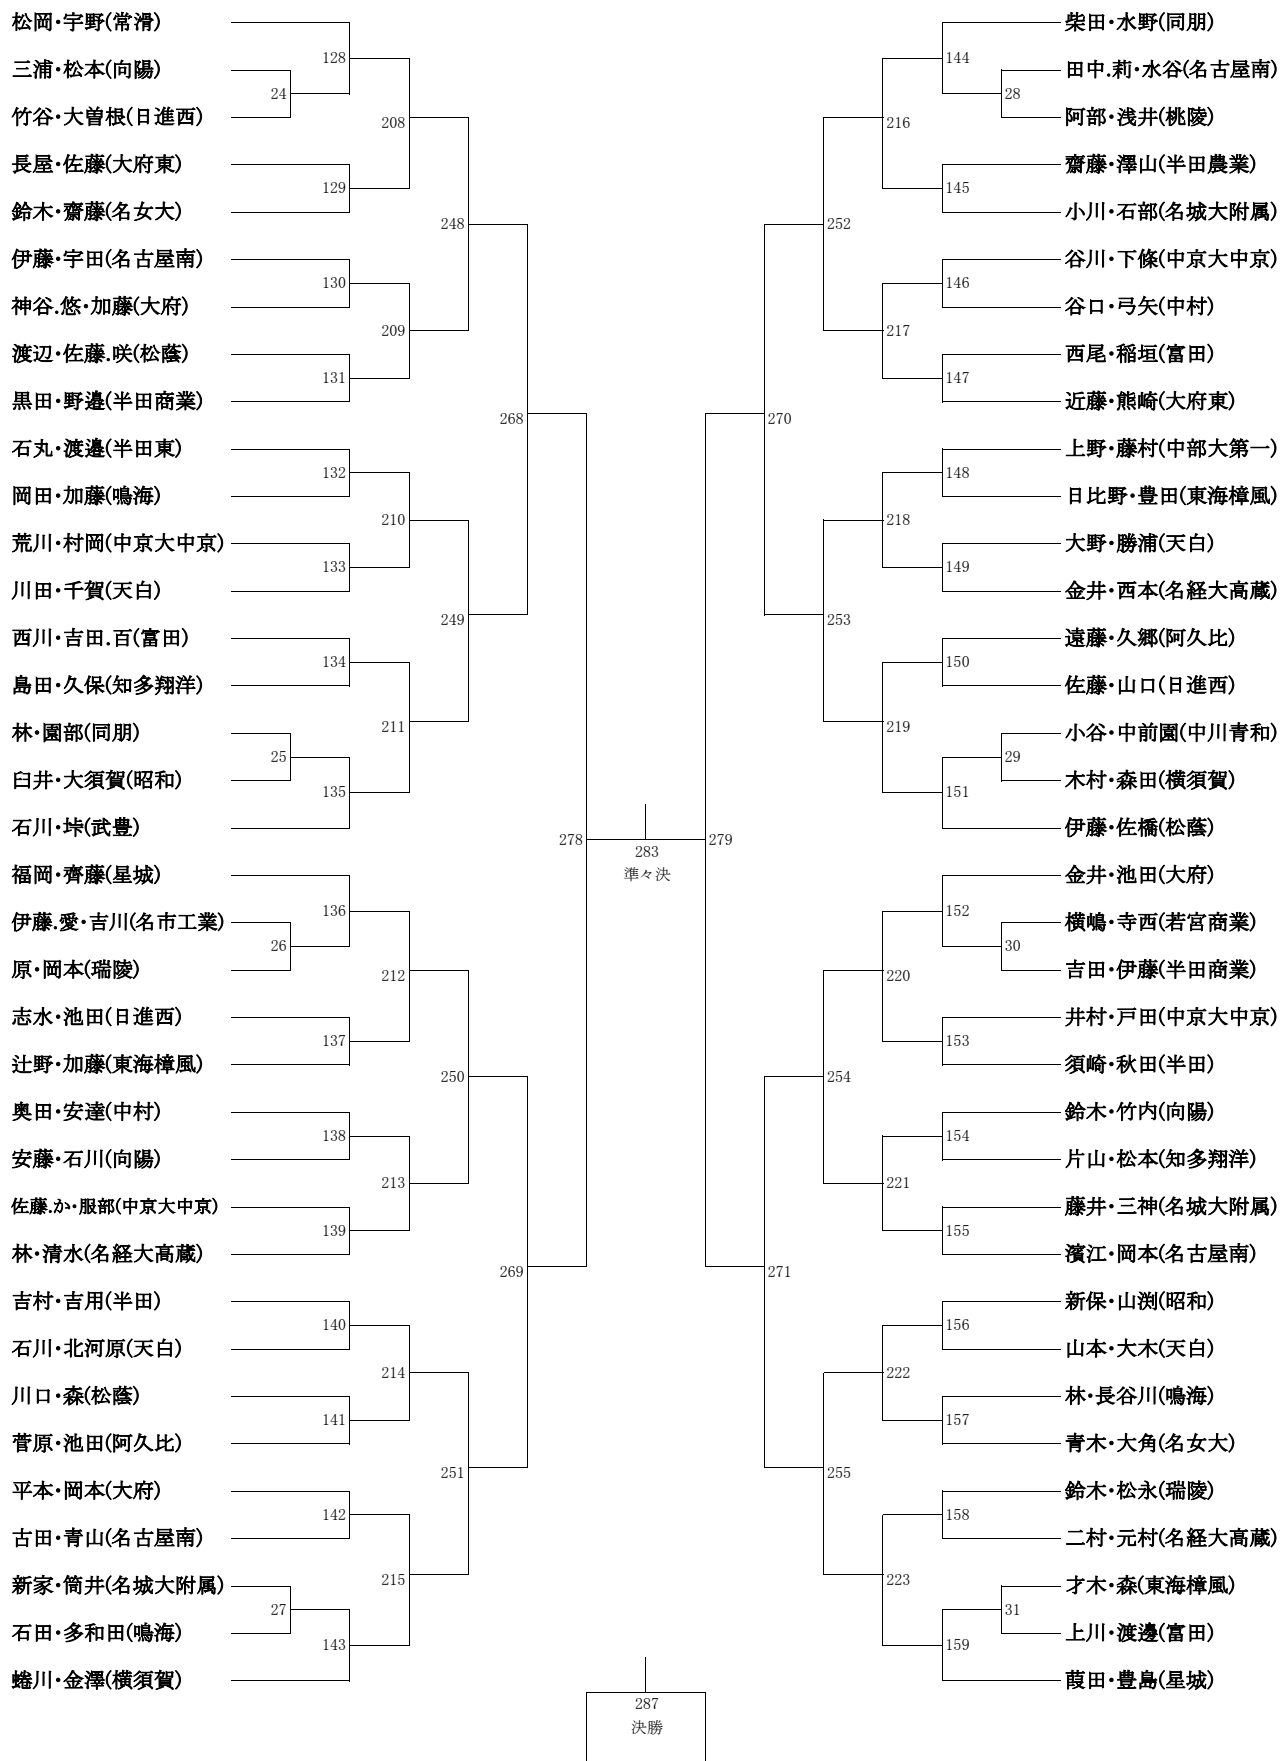 松岡・宇野(常滑)
三浦・松本(向陽)
竹谷・大曽根(日進西)
長屋・佐藤(大府東)
鈴木・齋藤(名女大)
伊藤・宇田(名古屋南)
神谷.悠・加藤(大府)
渡辺・佐藤.咲(松蔭)
黒田・野邉(半田商業)
石丸・渡邉(半田東)
岡田・加藤(鳴海)
荒川・村岡(中京大中京)
川田・千賀(天白)
西川・吉田.百(富田)
島田・久保(知多翔洋)
林・園部(同朋)
臼井・大須賀(昭和)
石川・垰(武豊)
福岡・齊藤(星城)
伊藤.愛・吉川(名市工業)
原・岡本(瑞陵)
志水・池田(日進西)
辻野・加藤(東海樟風)
奥田・安達(中村)
安藤・石川(向陽)
佐藤.か・服部(中京大中京)
林・清水(名経大高蔵)
吉村・吉用(半田)
石川・北河原(天白)
川口・森(松蔭)
菅原・池田(阿久比)
平本・岡本(大府)
古田・青山(名古屋南)
新家・筒井(名城大附属)
石田・多和田(鳴海)
蜷川・金澤(横須賀)
24
25
26
27
128
129
130
131
132
133
134
135
136
137
138
139
140
141
142
143
208
209
210
211
212
213
214
215
248
249
250
251
268
269
278
283
準々決
279
287
決勝
270
271
252
253
254
255
216
217
218
219
220
221
222
223
144
145
146
147
148
149
150
151
152
153
154
155
156
157
158
159
28
29
30
31
柴田・水野(同朋)
田中.莉・水谷(名古屋南)
阿部・浅井(桃陵)
齋藤・澤山(半田農業)
小川・石部(名城大附属)
谷川・下條(中京大中京)
谷口・弓矢(中村)
西尾・稲垣(富田)
近藤・熊崎(大府東)
上野・藤村(中部大第一)
日比野・豊田(東海樟風)
大野・勝浦(天白)
金井・西本(名経大高蔵)
遠藤・久郷(阿久比)
佐藤・山口(日進西)
小谷・中前園(中川青和)
木村・森田(横須賀)
伊藤・佐橋(松蔭)
金井・池田(大府)
横嶋・寺西(若宮商業)
吉田・伊藤(半田商業)
井村・戸田(中京大中京)
須崎・秋田(半田)
鈴木・竹内(向陽)
片山・松本(知多翔洋)
藤井・三神(名城大附属)
濱江・岡本(名古屋南)
新保・山渕(昭和)
山本・大木(天白)
林・長谷川(鳴海)
青木・大角(名女大)
鈴木・松永(瑞陵)
二村・元村(名経大高蔵)
才木・森(東海樟風)
上川・渡邊(富田)
葭田・豊島(星城)